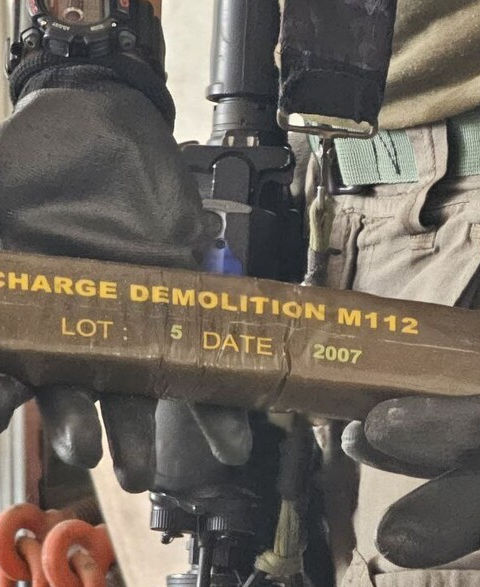 CHARGE DEMOLITION M112
LOT : 5 DATE 2007